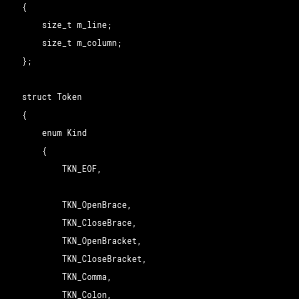 {
size_t m_line;
size_t m_column;
};
struct Token
{
enum Kind
{
TKN_EOF,
TKN_OpenBrace,
TKN_CloseBrace,
TKN_OpenBracket,
TKN_CloseBracket,
TKN_Comma,
TKN_Colon,